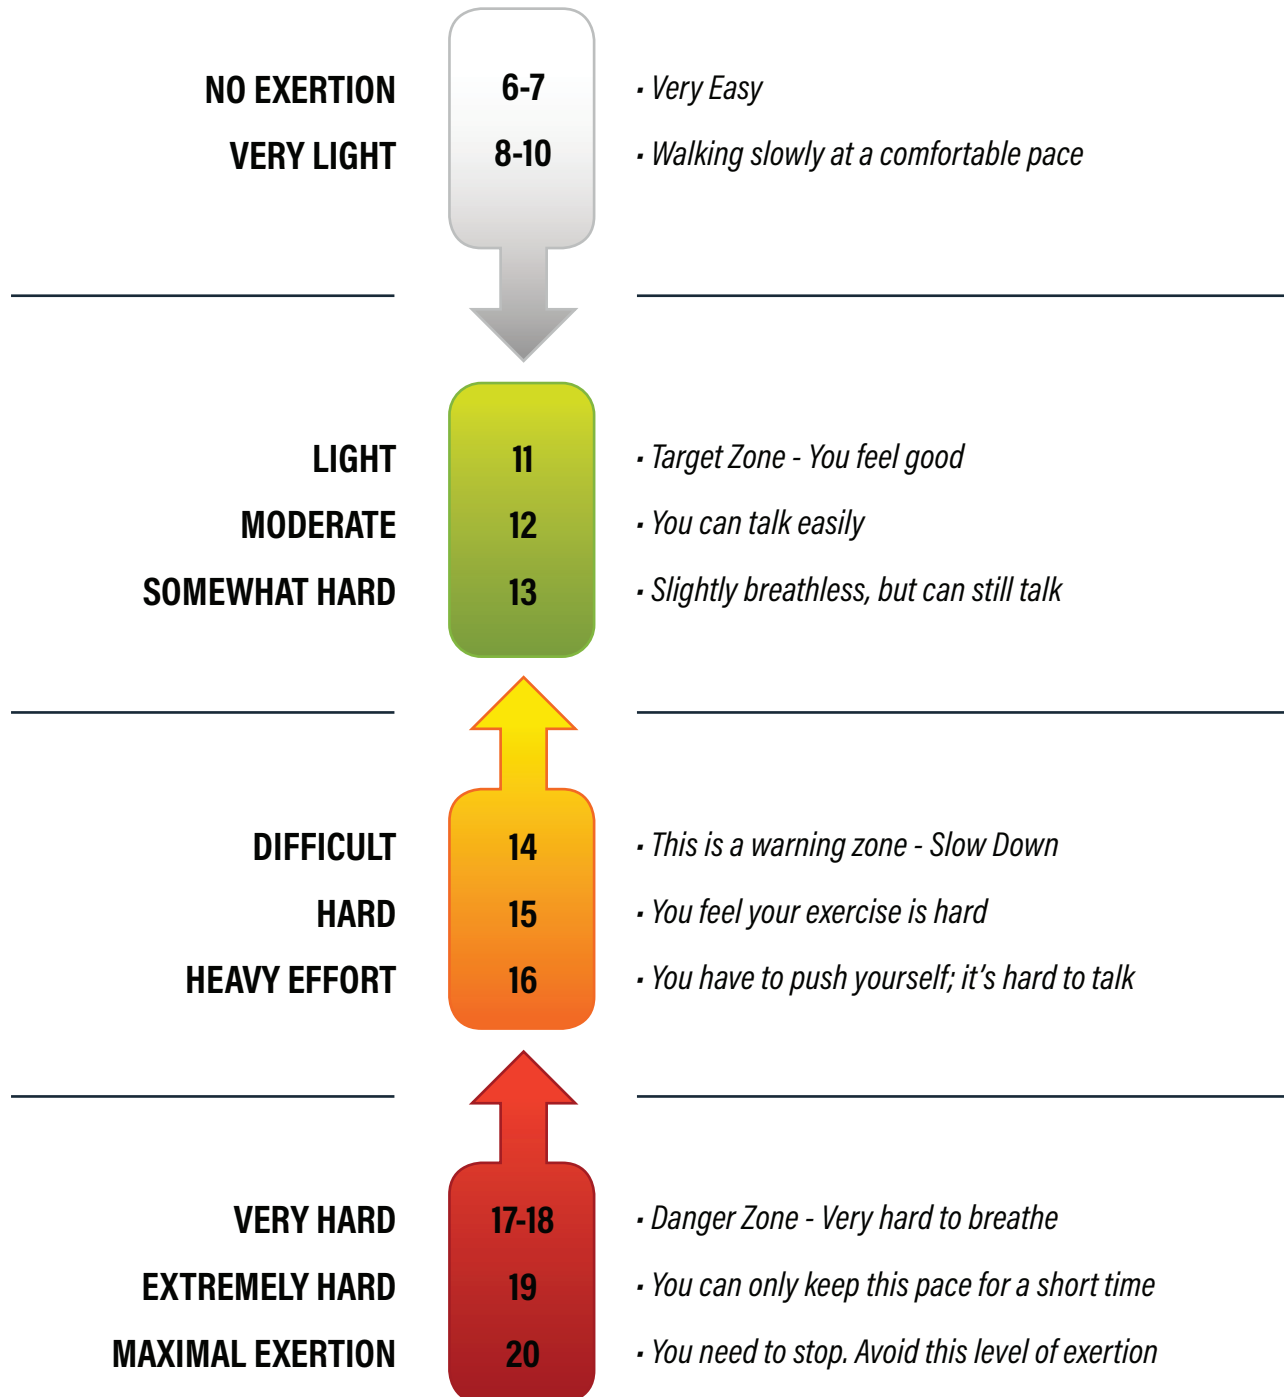 NO EXERTION 6-7 • Very Easy
VERY LIGHT 8-10 • Walking slowly at a comfortable pace
LIGHT 11 • Target Zone - You feel good
MODERATE 12 • You can talk easily
SOMEWHAT HARD 13 • Slightly breathless, but can still talk
DIFFICULT 14 • This is a warning zone - Slow Down
HARD 15 • You feel your exercise is hard
HEAVY EFFORT 16 • You have to push yourself; it's hard to talk
VERY HARD 17-18 • Danger Zone - Very hard to breathe
EXTREMELY HARD 19 • You can only keep this pace for a short time
MAXIMAL EXERTION 20 • You need to stop. Avoid this level of exertion